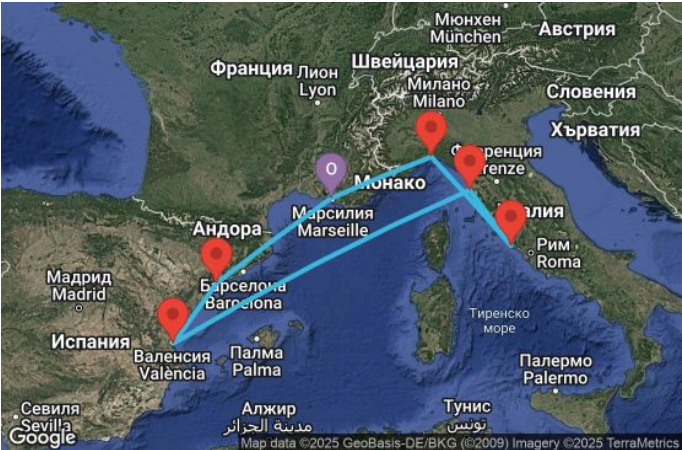 Мюнхен
München
Австрия
Швейцария
Франция
Лион
Lyon
Милано
Milano
Словения
Хърватия
Флоренция
Firenze
Монако
Марсилия
Marseille
Италия
Андора
Рим
Roma
Барселона
Barcelona
Мадрид
Madrid
Тиренско
море
Испания
Валенсия
València
Палма
Palma
Палермо
Palermo
Севиля
Sevilla
Алжир
مدينة الجزائر
Тунис
تونس
O
Google
Map data ©2025 GeoBasis-DE/BKG (©2009) Imagery ©2025 TerraMetrics